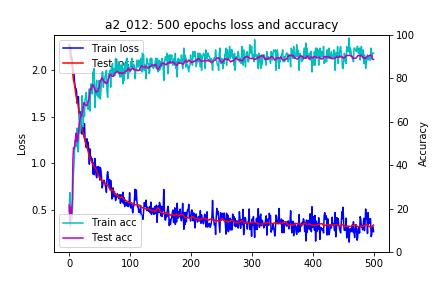 a2_012: 500 epochs loss and accuracy
Train loss
Test loss
Train acc
Test acc
Loss
Accuracy
2.0
1.5
1.0
0.5
100
80
60
40
20
0
0
100
200
300
400
500